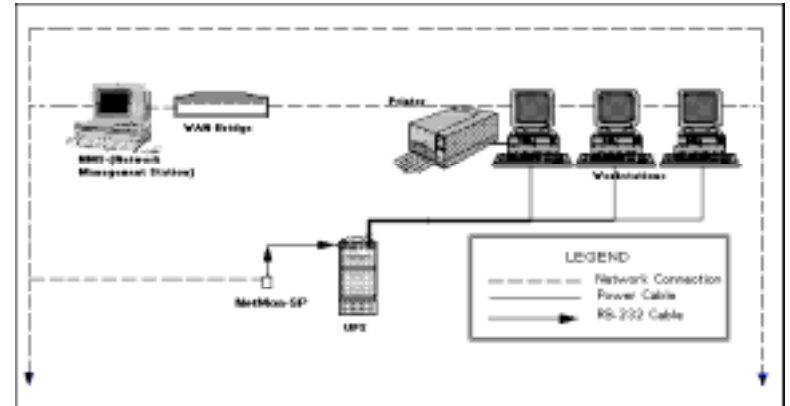 Printer
WAN Bridge
NMS-(Network
Management Station)
Workstations
NetMon-SP
UPS
LEGEND
Network Connection
Power Cable
RS-232 Cable